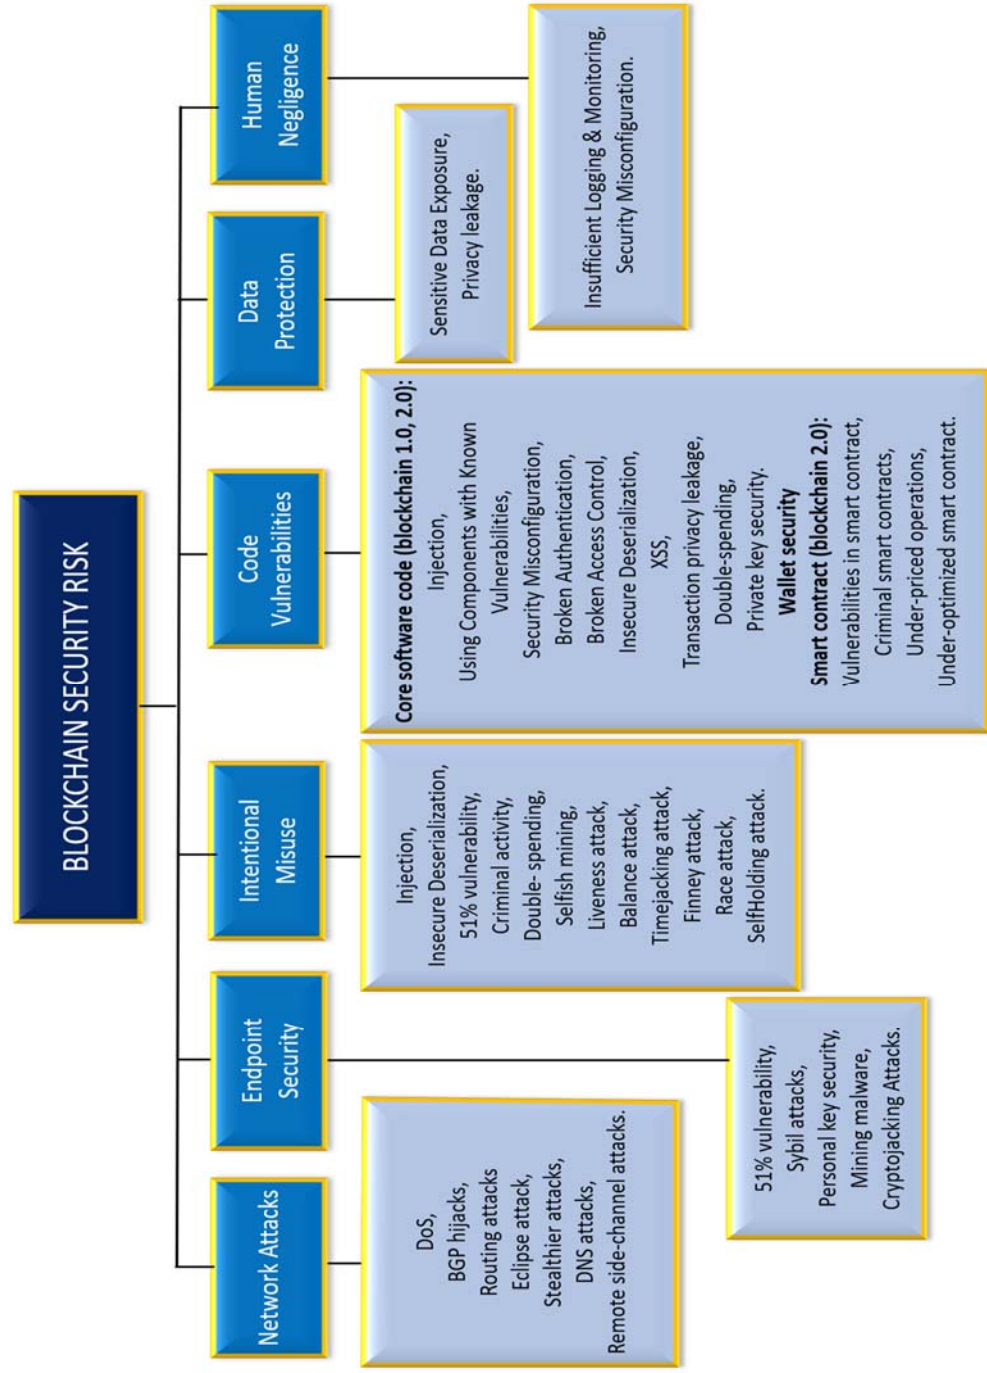 BLOCKCHAIN SECURITY RISK
Network Attacks
DoS,
BGP hijacks,
Routing attacks
Eclipse attack,
Stealthier attacks,
DNS attacks,
Remote side-channel attacks.
Endpoint
Security
51% vulnerability,
Sybil attacks,
Personal key security,
Mining malware,
Cryptojacking Attacks.
Intentional
Misuse
Injection,
Insecure Deserialization,
51% vulnerability,
Criminal activity,
Double- spending,
Selfish mining,
Liveness attack,
Balance attack,
Timejacking attack,
Finney attack,
Race attack,
SelfHolding attack.
Code
Vulnerabilities
Core software code (blockchain 1.0, 2.0):
Injection,
Using Components with Known
Vulnerabilities,
Security Misconfiguration,
Broken Authentication,
Broken Access Control,
Insecure Deserialization,
XSS,
Transaction privacy leakage,
Double-spending,
Private key security.
Wallet security
Smart contract (blockchain 2.0):
Vulnerabilities in smart contract,
Criminal smart contracts,
Under-priced operations,
Under-optimized smart contract.
Data
Protection
Sensitive Data Exposure,
Privacy leakage.
Human
Negligence
Insufficient Logging & Monitoring,
Security Misconfiguration.